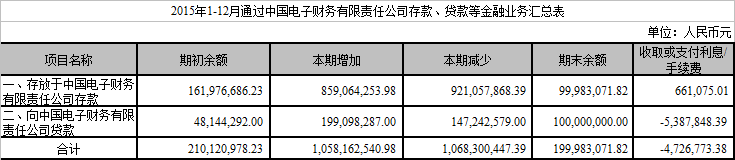 2015年1-12月通过中国电子财务有限责任公司存款、贷款等金融业务汇总表
单位：人民币元
项目名称 期初余额 本期增加 本期减少 期末余额 收取或支付利息/
手续费
一、存放于中国电子财务
有限责任公司存款 161,976,686.23 859,064,253.98 921,057,868.39 99,983,071.82 661,075.01
二、向中国电子财务有限
责任公司贷款 48,144,292.00 199,098,287.00 147,242,579.00 100,000,000.00 -5,387,848.39
合计 210,120,978.23 1,058,162,540.98 1,068,300,447.39 199,983,071.82 -4,726,773.38